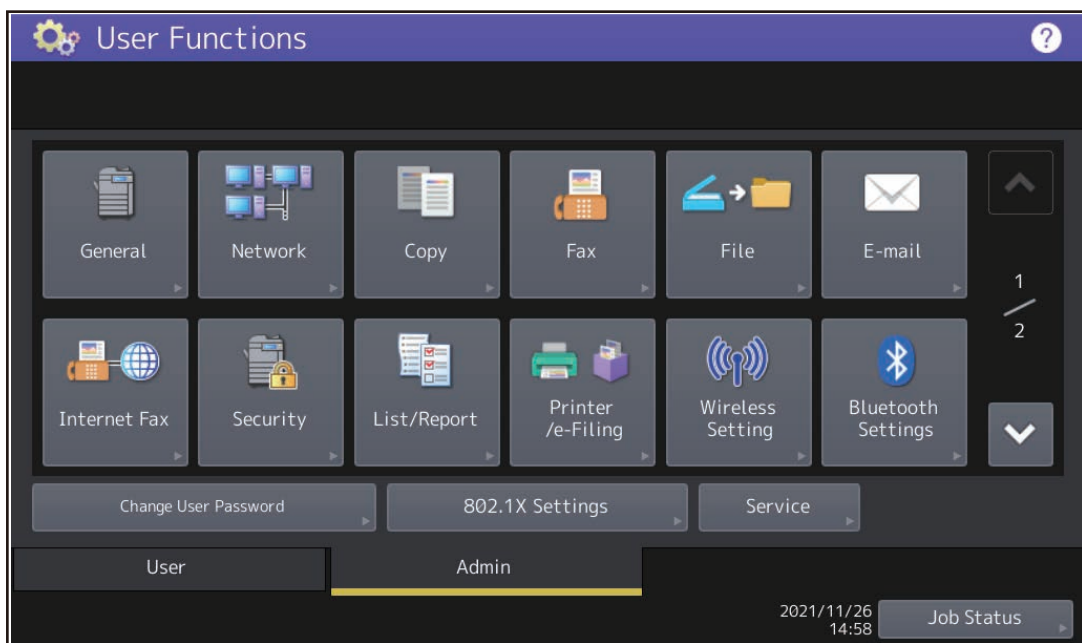 User Functions
?
General
Network
Copy
Fax
File
E-mail
1
2
Internet Fax
Security
List/Report
Printer
/e-Filing
Wireless
Setting
Bluetooth
Settings
Change User Password
802.1X Settings
Service
User
Admin
2021/11/26
14:58
Job Status